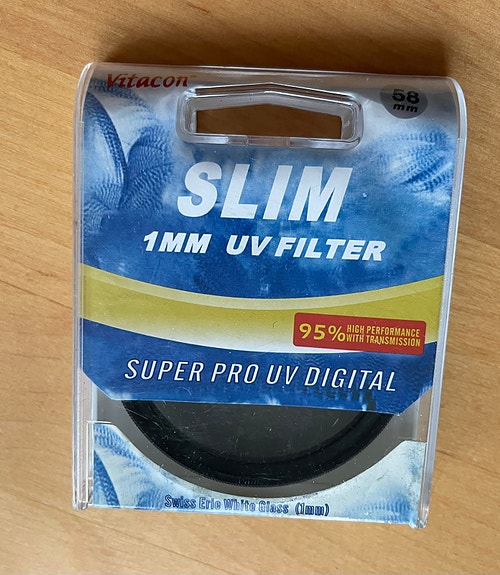 Vitacon
58
mm
SLIM
1MM UV FILTER
95% HIGH PERFORMANCE
WITH TRANSMISSION
SUPER PRO UV DIGITAL
Swiss Erie White Glass (1mm)